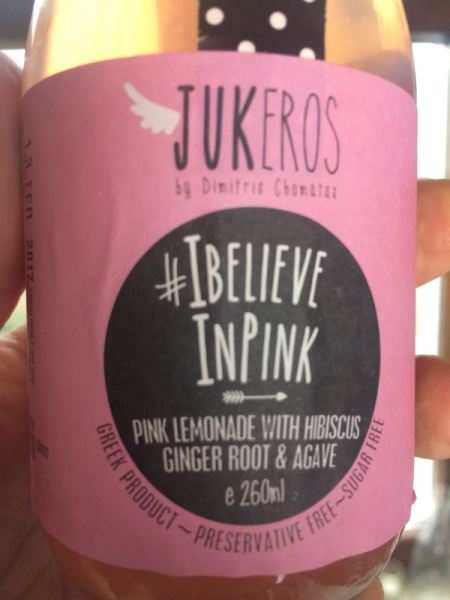 JUKEROS
by Dimitris Chomatas
#IBELIEVE
INPINK
PINK LEMONADE WITH HIBISCUS
GINGER ROOT & AGAVE
e 260ml
GREEK PRODUCT ~ PRESERVATIVE FREE ~ SUGAR FREE
2017